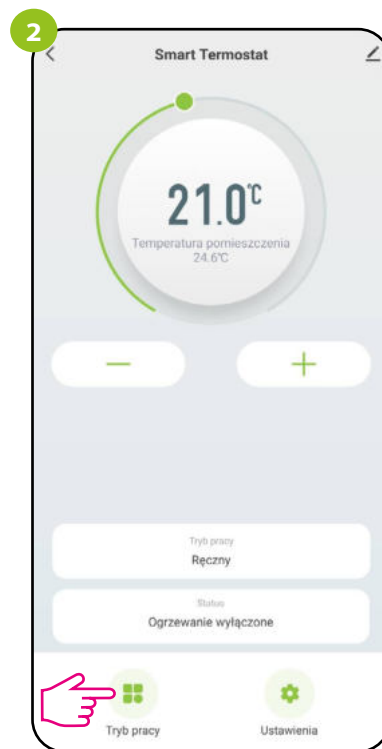 2
Smart Termostat
21.0°C
Temperatura pomieszczenia
24.6°C
Tryb pracy
Ręczny
Status
Ogrzewanie wyłączone
Tryb pracy
Ustawienia